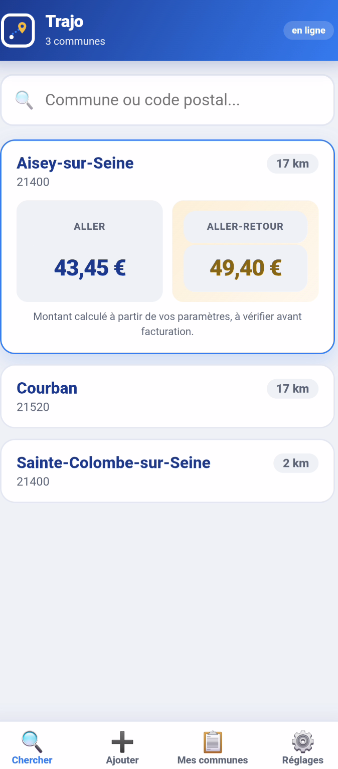 Trajo
3 communes
en ligne
Commune ou code postal...
Aisey-sur-Seine
17 km
21400
ALLER
ALLER-RETOUR
43,45 €
49,40 €
Montant calculé à partir de vos paramètres, à vérifier avant
facturation.
Courban
17 km
21520
Sainte-Colombe-sur-Seine
2 km
21400
Chercher
Ajouter
Mes communes
Réglages